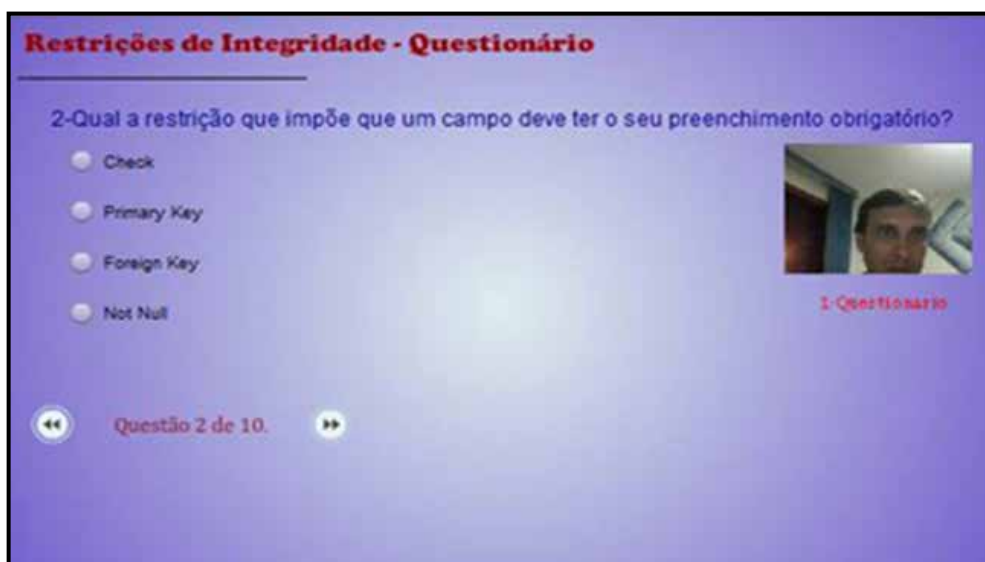 Restrições de Integridade - Questionário
2-Qual a restrição que impõe que um campo deve ter o seu preenchimento obrigatório?
Check
Primary Key
Foreign Key
Not Null
1-Questionario
Questão 2 de 10.